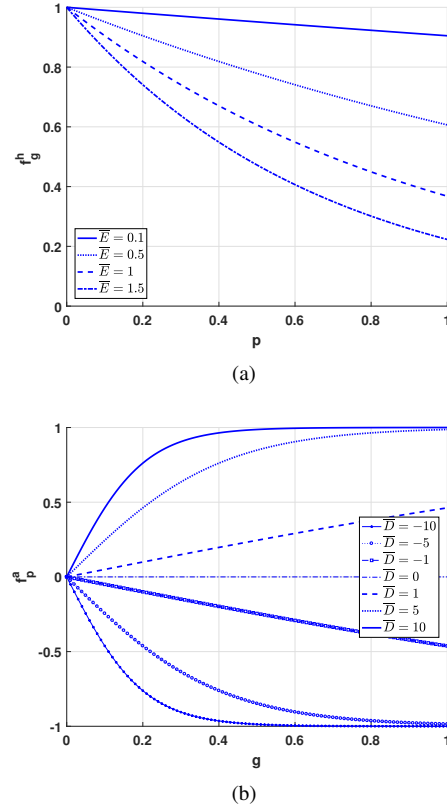 1
0.8
0.6
0.4
0.2
0
f_g^h
E̅ = 0.1
E̅ = 0.5
E̅ = 1
E̅ = 1.5
0 0.2 0.4 0.6 0.8 1
p
(a)
1
0.5
0
-0.5
-1
f_p^a
D̅ = −10
D̅ = −5
D̅ = −1
D̅ = 0
D̅ = 1
D̅ = 5
D̅ = 10
0 0.2 0.4 0.6 0.8 1
g
(b)